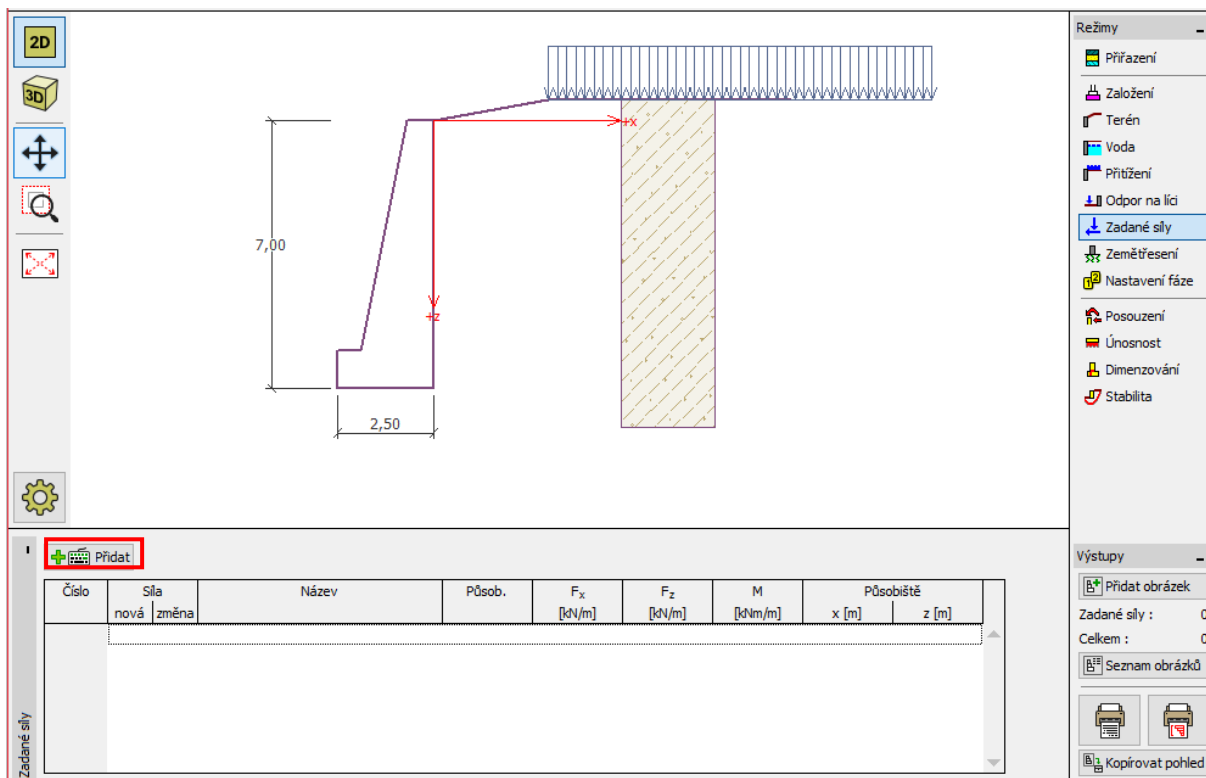 2D
3D
+x
7,00
+z
2,50
Režimy
Přiřazení
Založení
Terén
Voda
Přitížení
Odpor na líci
Zadané síly
Zemětřesení
Nastavení fáze
Posouzení
Únosnost
Dimenzování
Stabilita
Zadané síly
Přidat
Číslo Síla Název Působ. Fx Fz M Působiště
nová změna [kN/m] [kN/m] [kNm/m] x [m] z [m]
Výstupy
Přidat obrázek
Zadané síly : 0
Celkem : 0
Seznam obrázků
Kopírovat pohled